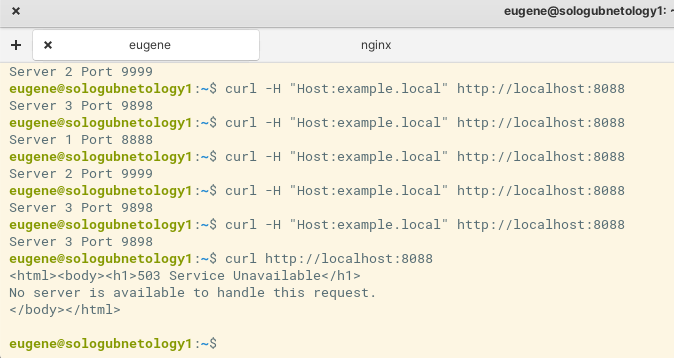 eugene@sologubnetology1: ~
eugene
nginx
Server 2 Port 9999
eugene@sologubnetology1:~$ curl -H "Host:example.local" http://localhost:8088
Server 3 Port 9898
eugene@sologubnetology1:~$ curl -H "Host:example.local" http://localhost:8088
Server 1 Port 8888
eugene@sologubnetology1:~$ curl -H "Host:example.local" http://localhost:8088
Server 2 Port 9999
eugene@sologubnetology1:~$ curl -H "Host:example.local" http://localhost:8088
Server 3 Port 9898
eugene@sologubnetology1:~$ curl -H "Host:example.local" http://localhost:8088
Server 3 Port 9898
eugene@sologubnetology1:~$ curl http://localhost:8088
<html><body><h1>503 Service Unavailable</h1>
No server is available to handle this request.
</body></html>
eugene@sologubnetology1:~$